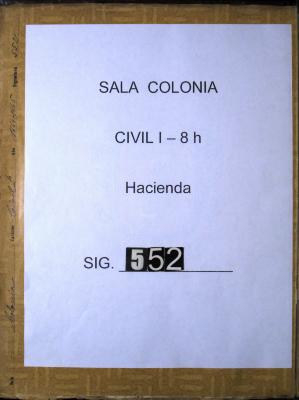 SALA COLONIA
CIVIL I – 8 h
Hacienda
SIG. 552